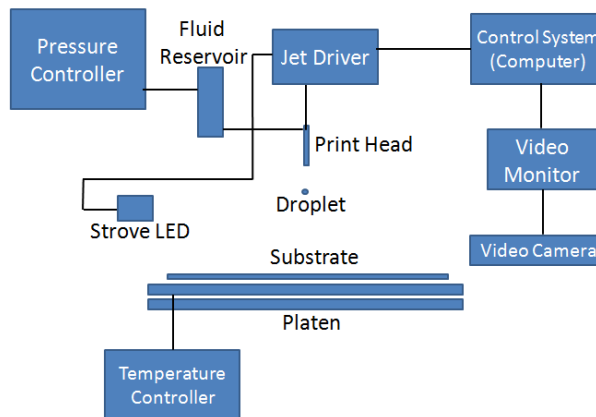 Pressure
Controller
Fluid
Reservoir
Jet Driver
Control System
(Computer)
Print Head
Video
Monitor
Droplet
Strove LED
Video Camera
Substrate
Platen
Temperature
Controller